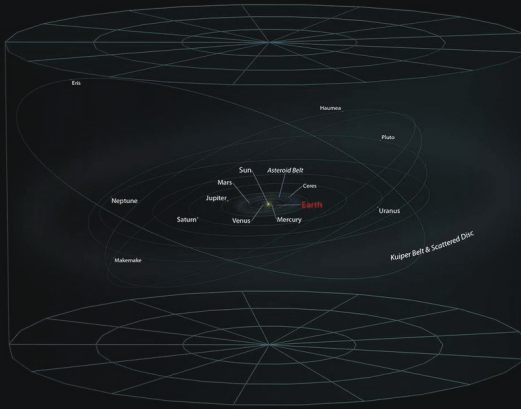 Eris
Haumea
Pluto
Sun
Asteroid Belt
Mars
Ceres
Neptune
Jupiter
Earth
Uranus
Saturn
Venus
Mercury
Kuiper Belt & Scattered Disc
Makemake